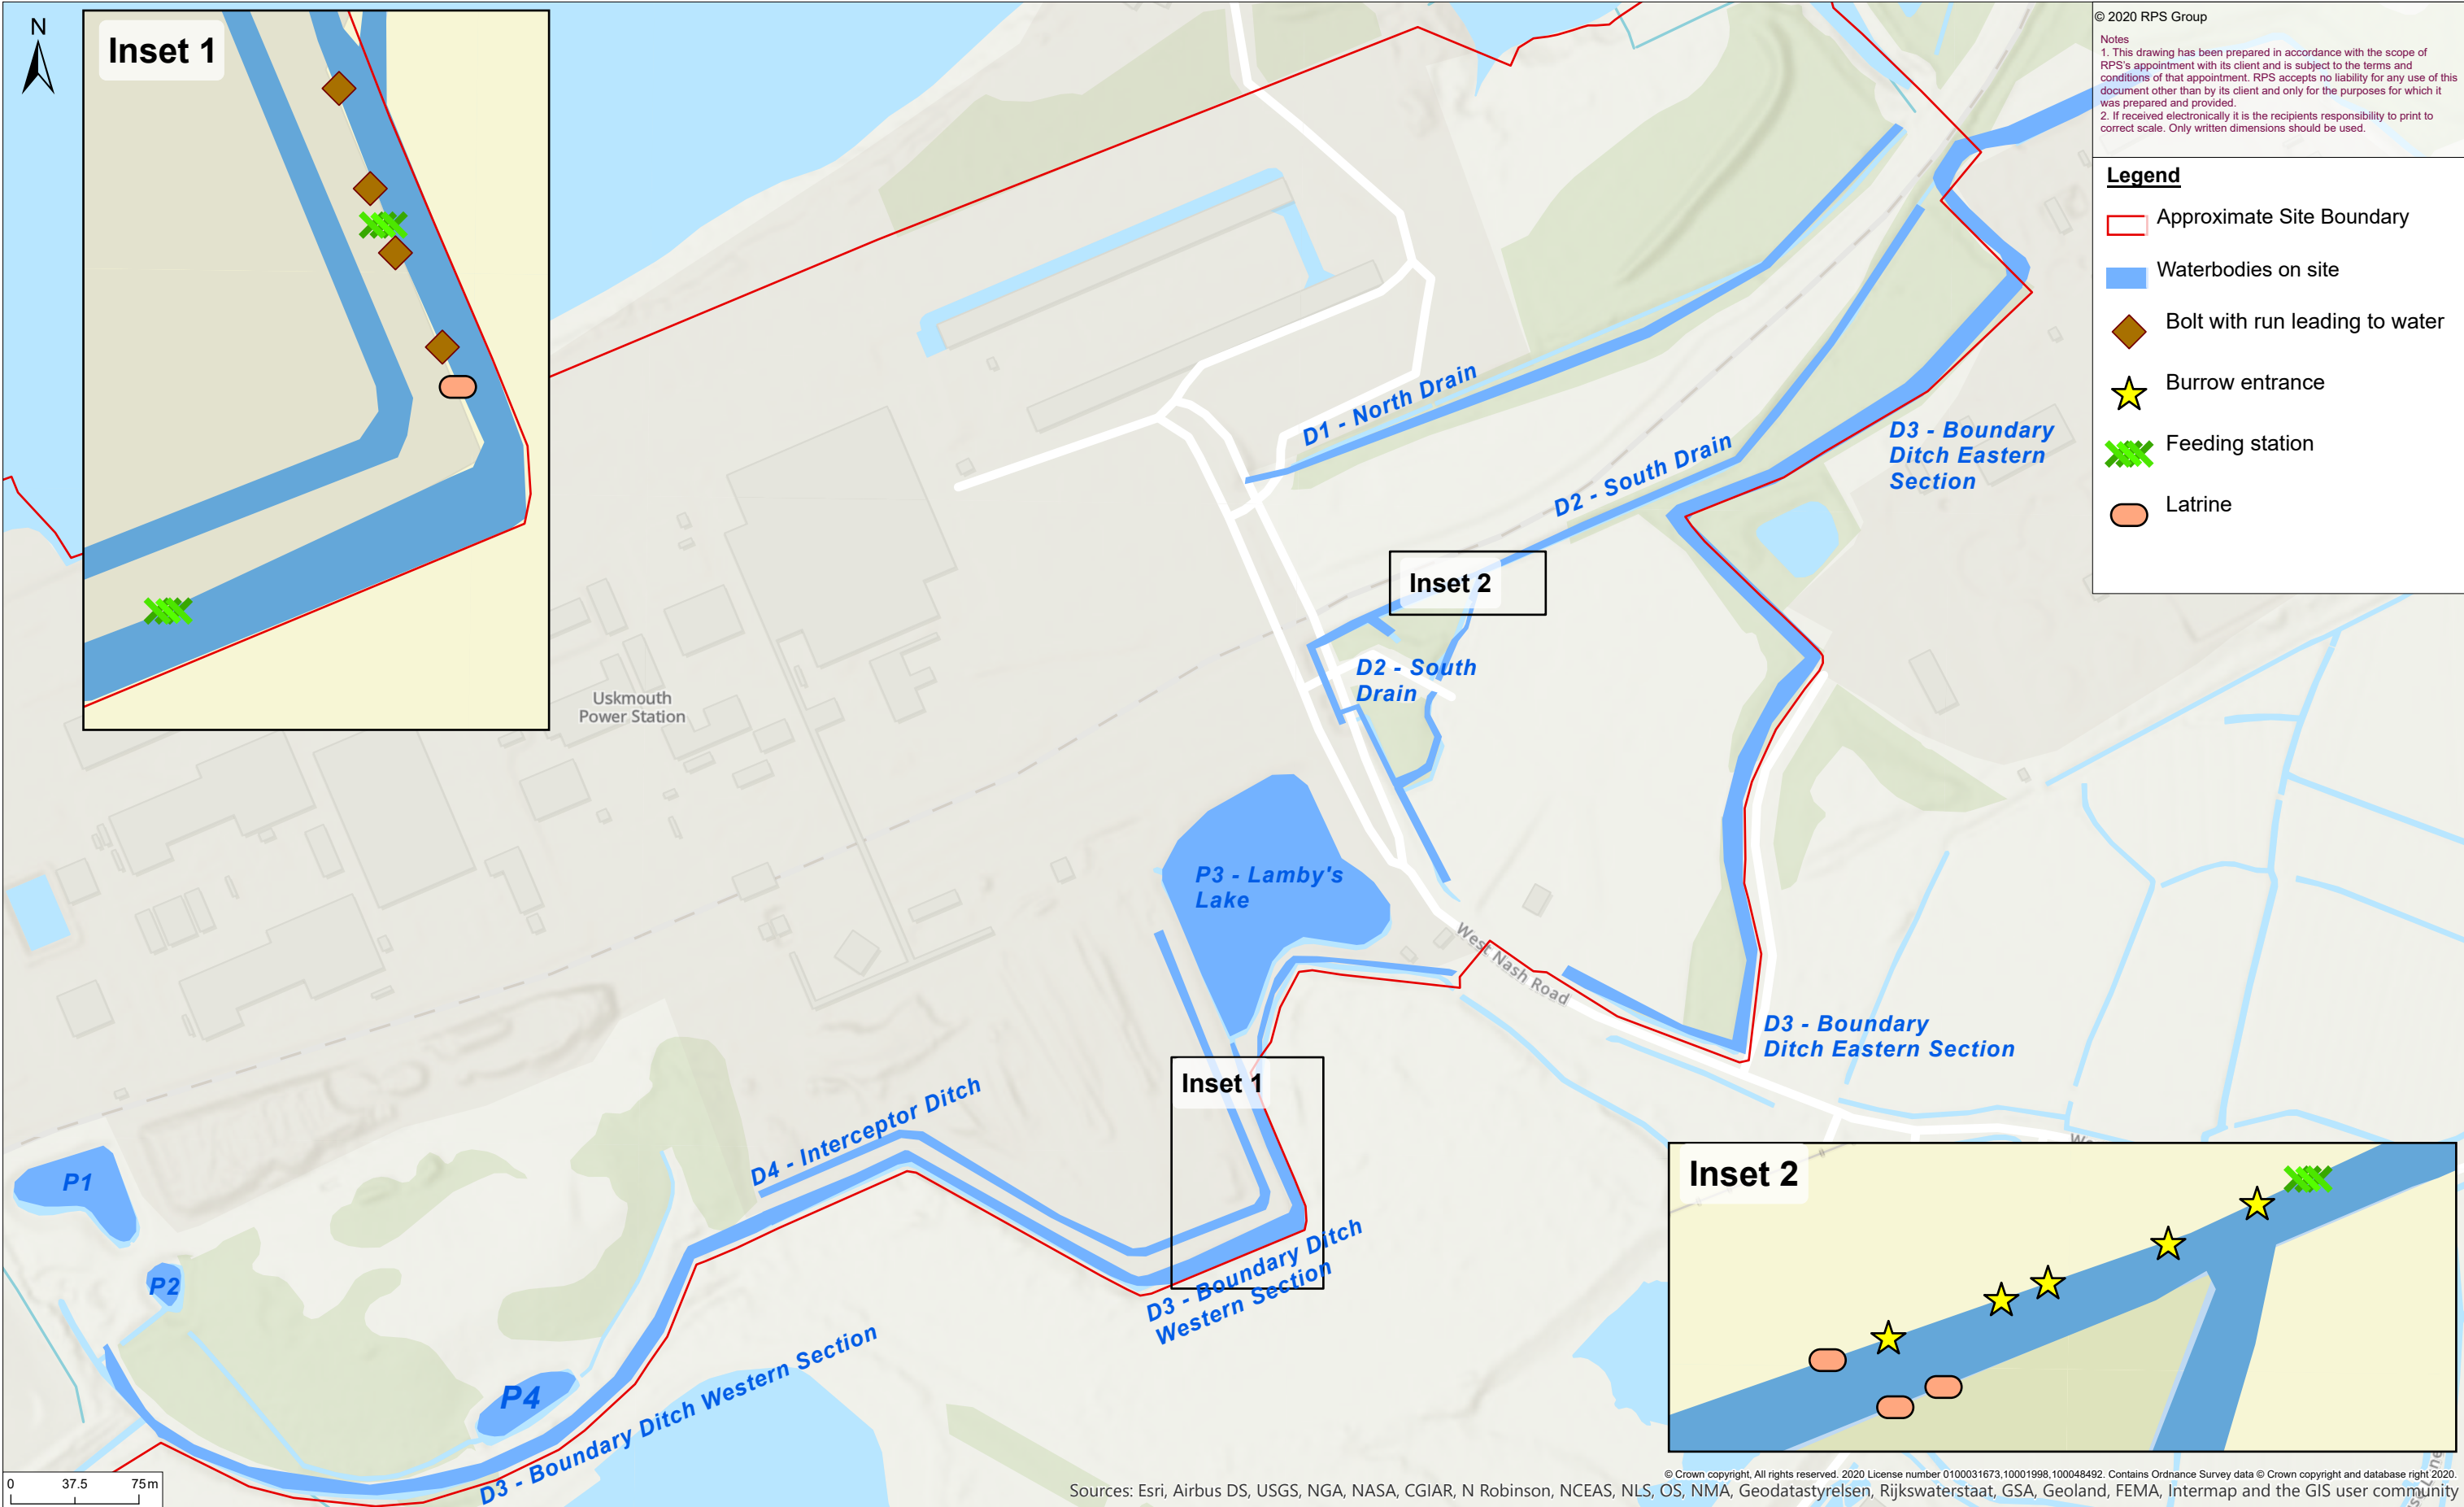 N
Inset 1
© 2020 RPS Group
Notes
1. This drawing has been prepared in accordance with the scope of
RPS's appointment with its client and is subject to the terms and
conditions of that appointment. RPS accepts no liability for any use of this
document other than by its client and only for the purposes for which it
was prepared and provided.
2. If received electronically it is the recipients responsibility to print to
correct scale. Only written dimensions should be used.
Legend
Approximate Site Boundary
Waterbodies on site
Bolt with run leading to water
Burrow entrance
Feeding station
Latrine
D1 - North Drain
D2 - South Drain
D3 - Boundary
Ditch Eastern
Section
Inset 2
D2 - South
Drain
Uskmouth
Power Station
P3 - Lamby's
Lake
West Nash Road
D3 - Boundary
Ditch Eastern Section
Inset 1
D4 - Interceptor Ditch
P1
P2
P4
D3 - Boundary Ditch
Western Section
D3 - Boundary Ditch Western Section
Inset 2
0 37.5 75m
© Crown copyright, All rights reserved. 2020 License number 0100031673,10001998,100048492. Contains Ordnance Survey data © Crown copyright and database right 2020.
Sources: Esri, Airbus DS, USGS, NGA, NASA, CGIAR, N Robinson, NCEAS, NLS, OS, NMA, Geodatastyrelsen, Rijkswaterstaat, GSA, Geoland, FEMA, Intermap and the GIS user community